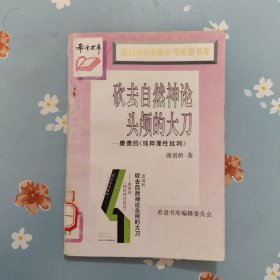 希望书库
砍去自然神论
头颅的大刀
—康德的《纯粹理性批判》
谢遐龄 著
砍去自然神论头颅的大刀
希望书库编辑委员会